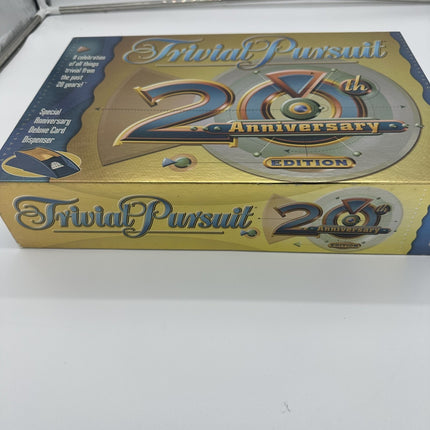 Trivial Pursuit
A celebration
of all things
trivial from
the past
20 years!
20th
Anniversary
EDITION
Special
Anniversary
Deluxe Card
Dispenser
Trivial Pursuit
20th
Anniversary
EDITION